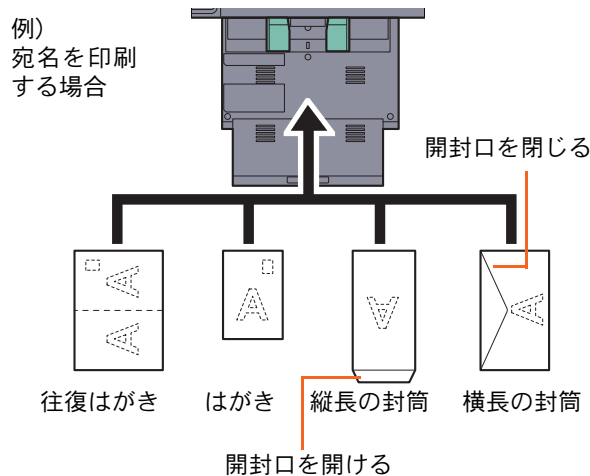 例）
宛名を印刷
する場合
開封口を閉じる
A
A
A
A
A
往復はがき
はがき
縦長の封筒
横長の封筒
開封口を開ける